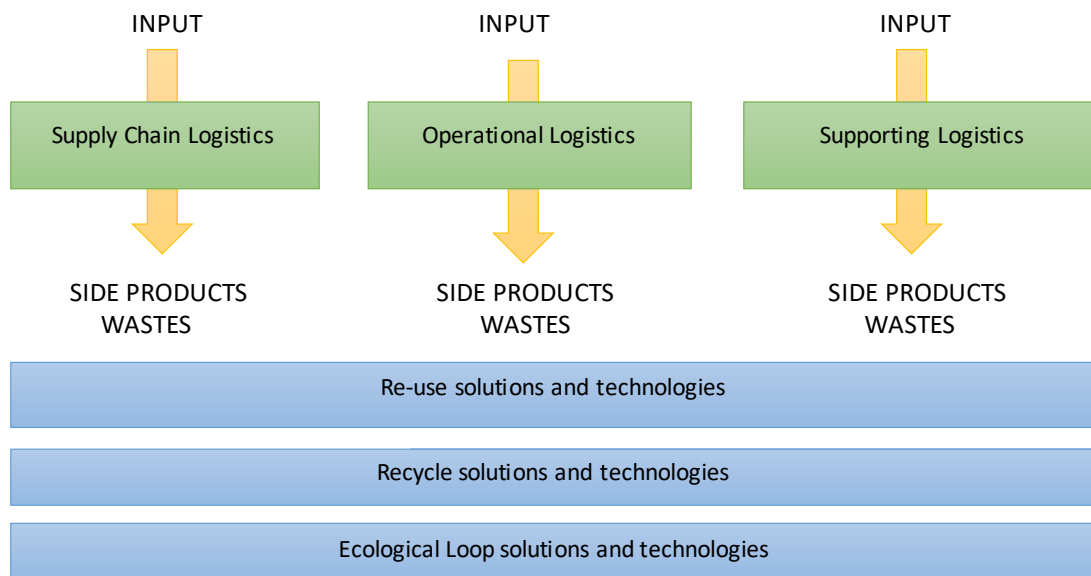 INPUT
INPUT
INPUT
Supply Chain Logistics
Operational Logistics
Supporting Logistics
SIDE PRODUCTS
WASTES
SIDE PRODUCTS
WASTES
SIDE PRODUCTS
WASTES
Re-use solutions and technologies
Recycle solutions and technologies
Ecological Loop solutions and technologies